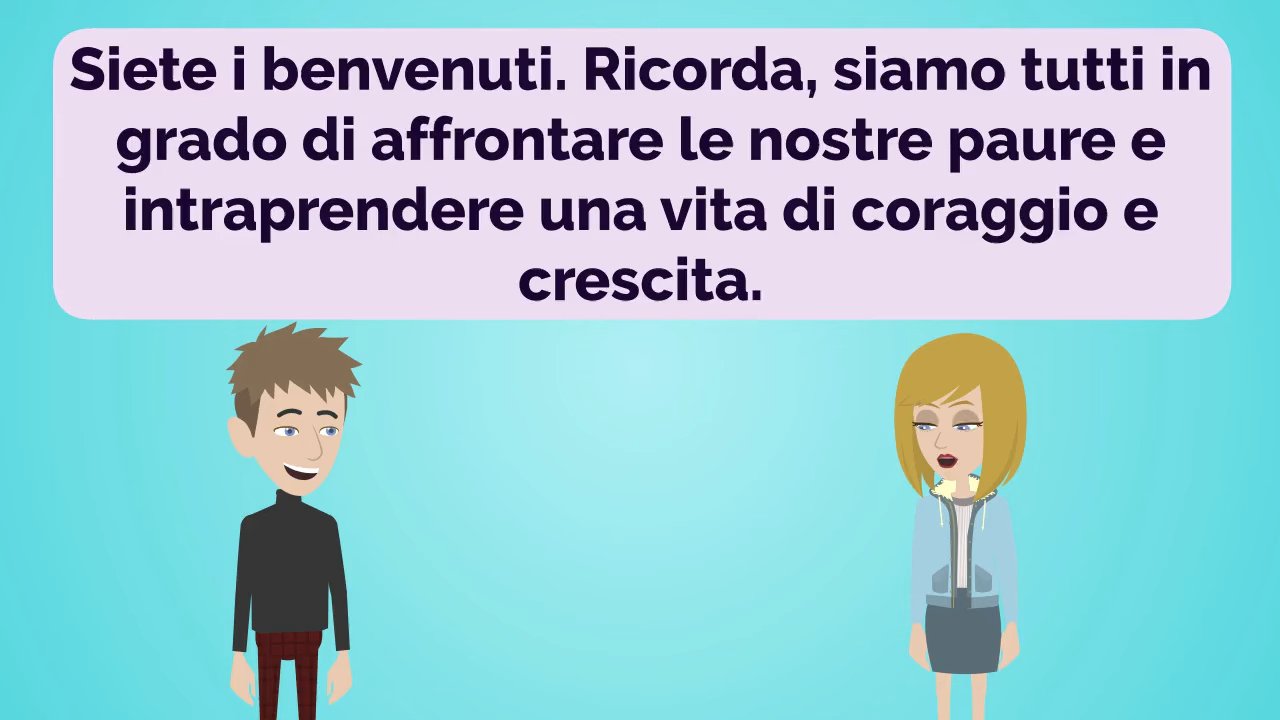 Siete i benvenuti. Ricorda, siamo tutti in
grado di affrontare le nostre paure e
intraprendere una vita di coraggio e
crescita.